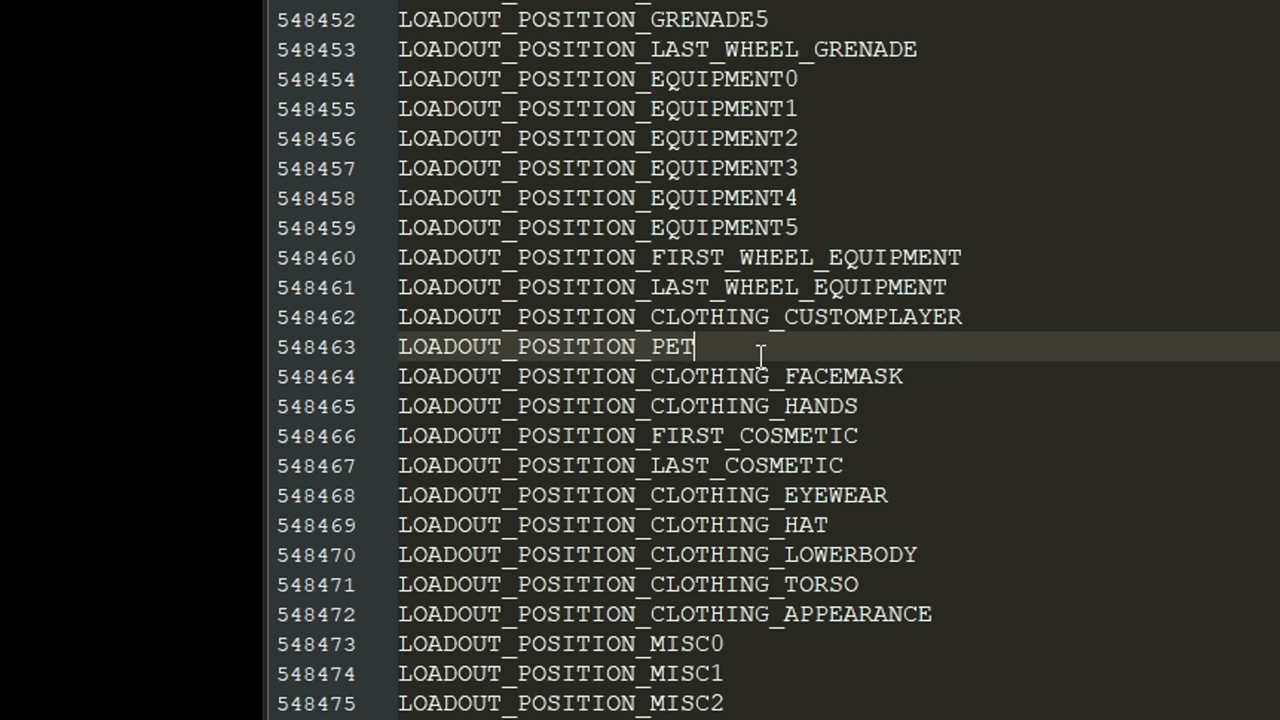 548452 LOADOUT_POSITION_GRENADE5
548453 LOADOUT_POSITION_LAST_WHEEL_GRENADE
548454 LOADOUT_POSITION_EQUIPMENT0
548455 LOADOUT_POSITION_EQUIPMENT1
548456 LOADOUT_POSITION_EQUIPMENT2
548457 LOADOUT_POSITION_EQUIPMENT3
548458 LOADOUT_POSITION_EQUIPMENT4
548459 LOADOUT_POSITION_EQUIPMENT5
548460 LOADOUT_POSITION_FIRST_WHEEL_EQUIPMENT
548461 LOADOUT_POSITION_LAST_WHEEL_EQUIPMENT
548462 LOADOUT_POSITION_CLOTHING_CUSTOMPLAYER
548463 LOADOUT_POSITION_PET
548464 LOADOUT_POSITION_CLOTHING_FACEMASK
548465 LOADOUT_POSITION_CLOTHING_HANDS
548466 LOADOUT_POSITION_FIRST_COSMETIC
548467 LOADOUT_POSITION_LAST_COSMETIC
548468 LOADOUT_POSITION_CLOTHING_EYEWEAR
548469 LOADOUT_POSITION_CLOTHING_HAT
548470 LOADOUT_POSITION_CLOTHING_LOWERBODY
548471 LOADOUT_POSITION_CLOTHING_TORSO
548472 LOADOUT_POSITION_CLOTHING_APPEARANCE
548473 LOADOUT_POSITION_MISC0
548474 LOADOUT_POSITION_MISC1
548475 LOADOUT_POSITION_MISC2